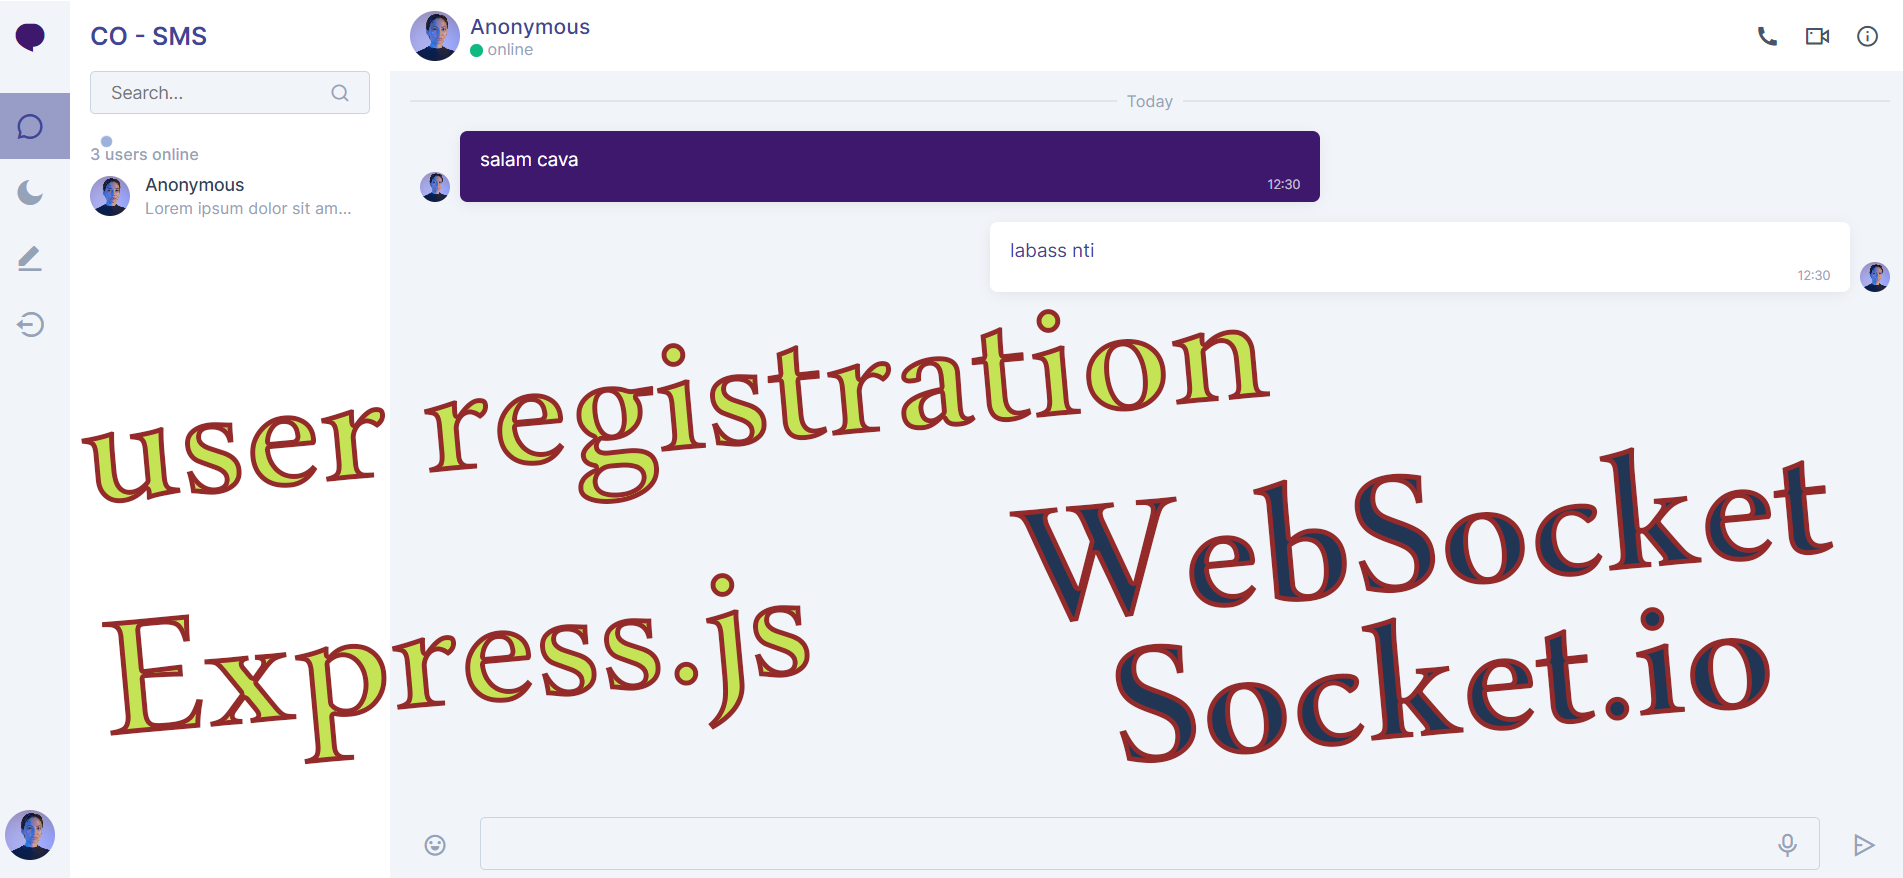 CO - SMS
Search...
3 users online
Anonymous
Lorem ipsum dolor sit am...
Anonymous
online
Today
salam cava
12:30
labass nti
12:30
user registration
WebSocket
Express.js
Socket.io